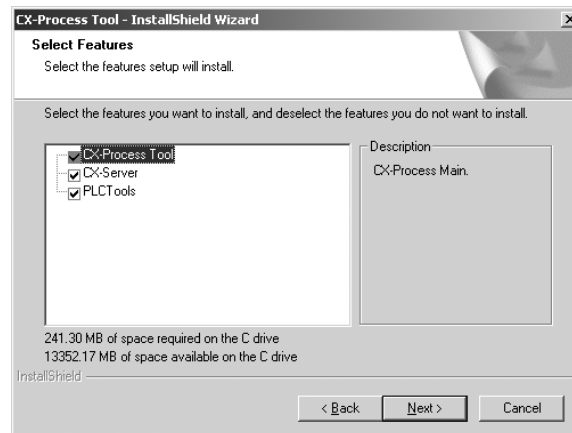 CX-Process Tool - InstallShield Wizard
Select Features
Select the features setup will install.
Select the features you want to install, and deselect the features you do not want to install.
CX-Process Tool
CX-Server
PLCTools
Description
CX-Process Main.
241.30 MB of space required on the C drive
13352.17 MB of space available on the C drive
InstallShield
< Back
Next >
Cancel